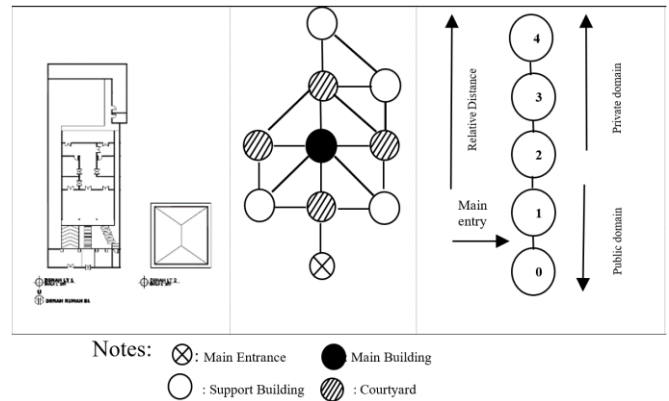 4
3
2
1
0
Relative Distance
Private domain
Main
entry
Public domain
DENAH RUMAH
Notes:
: Main Entrance
: Main Building
: Support Building
: Courtyard